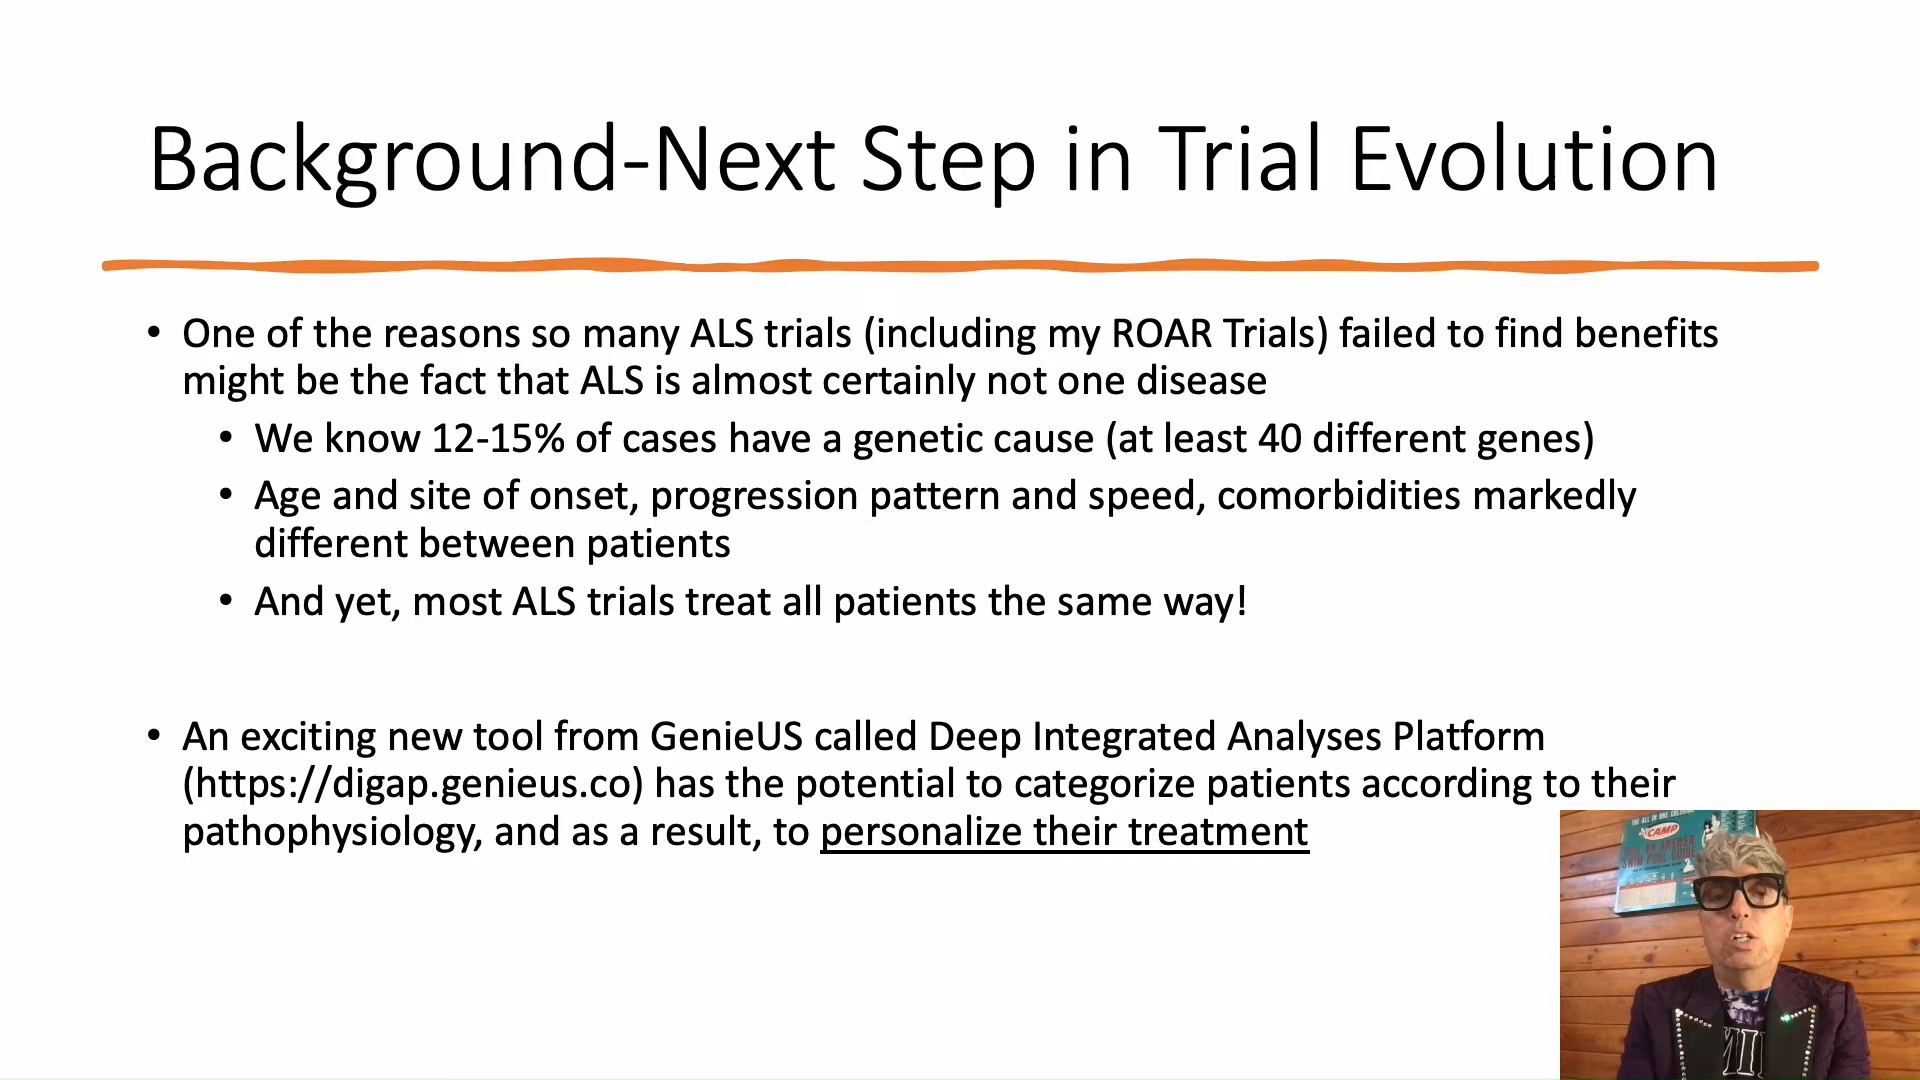 Background-Next Step in Trial Evolution
• One of the reasons so many ALS trials (including my ROAR Trials) failed to find benefits
might be the fact that ALS is almost certainly not one disease
• We know 12-15% of cases have a genetic cause (at least 40 different genes)
• Age and site of onset, progression pattern and speed, comorbidities markedly
different between patients
• And yet, most ALS trials treat all patients the same way!
• An exciting new tool from GenieUS called Deep Integrated Analyses Platform
(https://digap.genieus.co) has the potential to categorize patients according to their
pathophysiology, and as a result, to personalize their treatment
CAMP